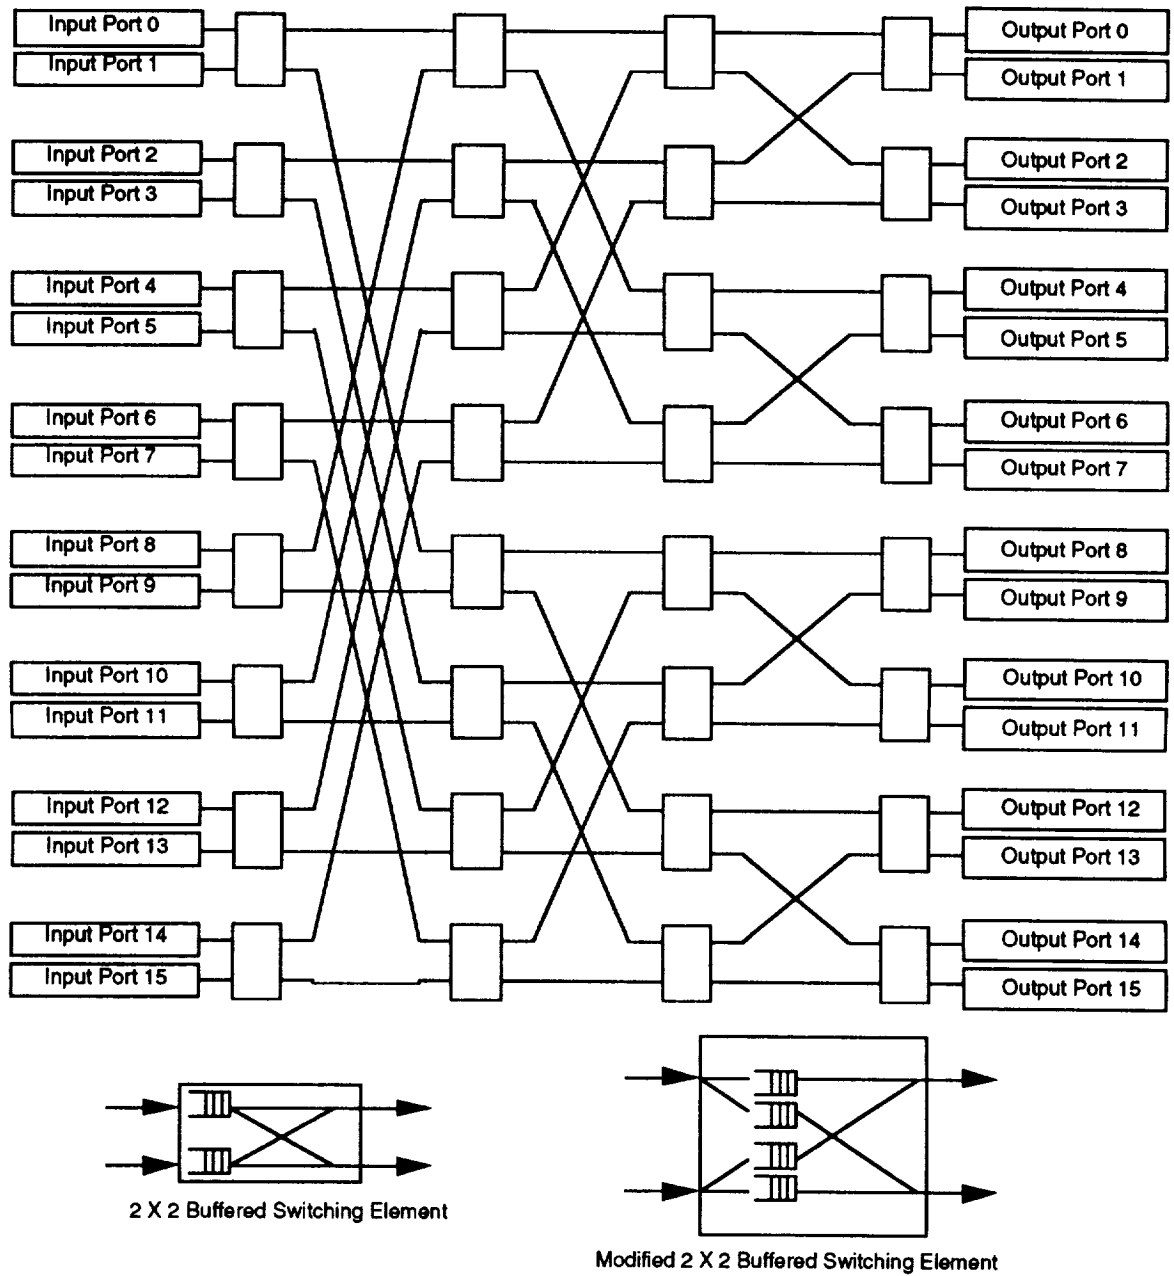 Input Port 0
Output Port 0
Input Port 1
Output Port 1
Input Port 2
Output Port 2
Input Port 3
Output Port 3
Input Port 4
Output Port 4
Input Port 5
Output Port 5
Input Port 6
Output Port 6
Input Port 7
Output Port 7
Input Port 8
Output Port 8
Input Port 9
Output Port 9
Input Port 10
Output Port 10
Input Port 11
Output Port 11
Input Port 12
Output Port 12
Input Port 13
Output Port 13
Input Port 14
Output Port 14
Input Port 15
Output Port 15
2 X 2 Buffered Switching Element
Modified 2 X 2 Buffered Switching Element